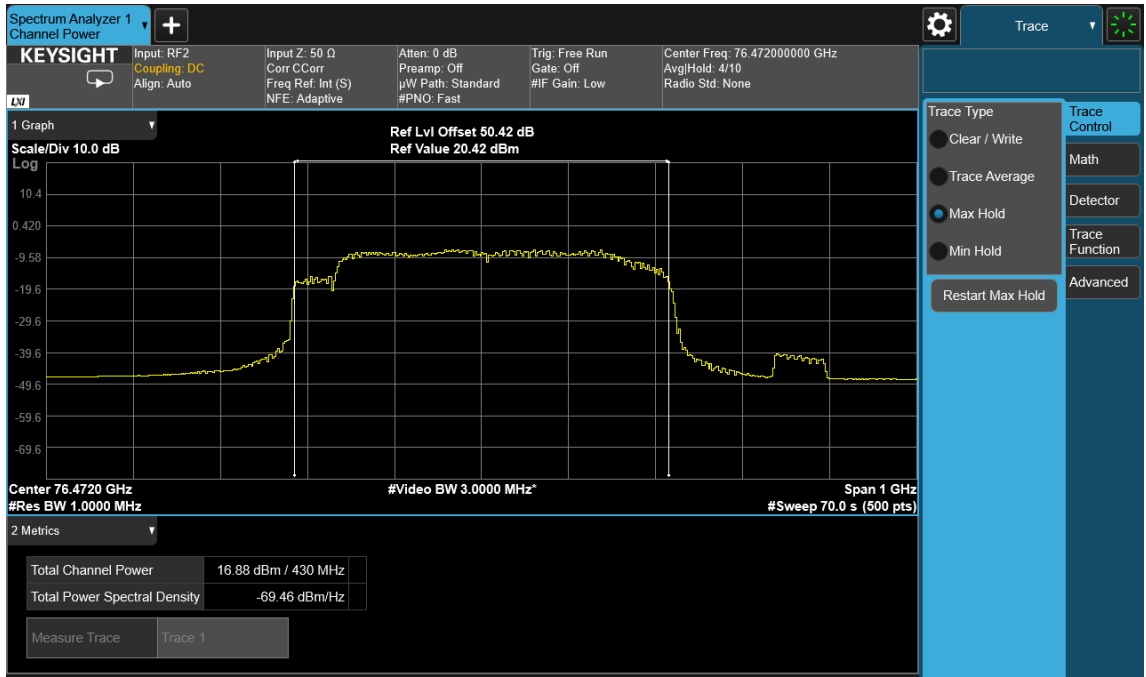 Spectrum Analyzer 1
Channel Power
Trace
KEYSIGHT
LXI
Input: RF2
Coupling: DC
Align: Auto
Input Z: 50 Ω
Corr CCorr
Freq Ref: Int (S)
NFE: Adaptive
Atten: 0 dB
Preamp: Off
µW Path: Standard
#PNO: Fast
Trig: Free Run
Gate: Off
#IF Gain: Low
Center Freq: 76.472000000 GHz
Avg|Hold: 4/10
Radio Std: None
1 Graph
Scale/Div 10.0 dB
Ref Lvl Offset 50.42 dB
Ref Value 20.42 dBm
Log
10.4
0.420
-9.58
-19.6
-29.6
-39.6
-49.6
-59.6
-69.6
Center 76.4720 GHz
#Res BW 1.0000 MHz
#Video BW 3.0000 MHz*
Span 1 GHz
#Sweep 70.0 s (500 pts)
2 Metrics
Total Channel Power 16.88 dBm / 430 MHz
Total Power Spectral Density -69.46 dBm/Hz
Measure Trace Trace 1
Trace Type
Clear / Write
Trace Average
Max Hold
Min Hold
Restart Max Hold
Trace
Control
Math
Detector
Trace
Function
Advanced